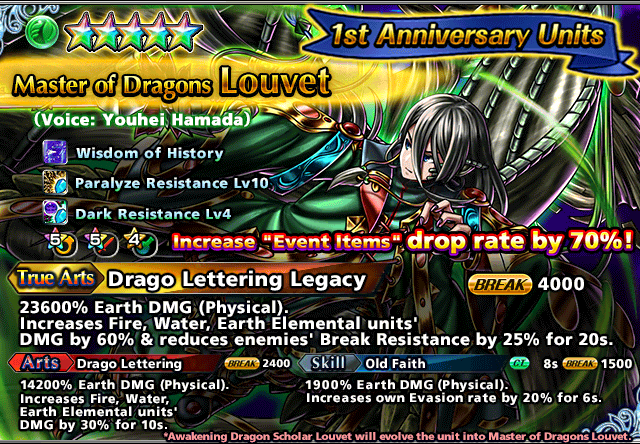 1st Anniversary Units
Master of Dragons Louvet
(Voice: Youhei Hamada)
Wisdom of History
Paralyze Resistance Lv10
Dark Resistance Lv4
5 5 4
Increase "Event Items" drop rate by 70%!
True Arts Drago Lettering Legacy BREAK 4000
23600% Earth DMG (Physical).
Increases Fire, Water, Earth Elemental units'
DMG by 60% & reduces enemies' Break Resistance by 25% for 20s.
Arts Drago Lettering BREAK 2400
14200% Earth DMG (Physical).
Increases Fire, Water,
Earth Elemental units'
DMG by 30% for 10s.
Skill Old Faith CT 8s BREAK 1500
1900% Earth DMG (Physical).
Increases own Evasion rate by 20% for 6s.
*Awakening Dragon Scholar Louvet will evolve the unit into Master of Dragons Louvet